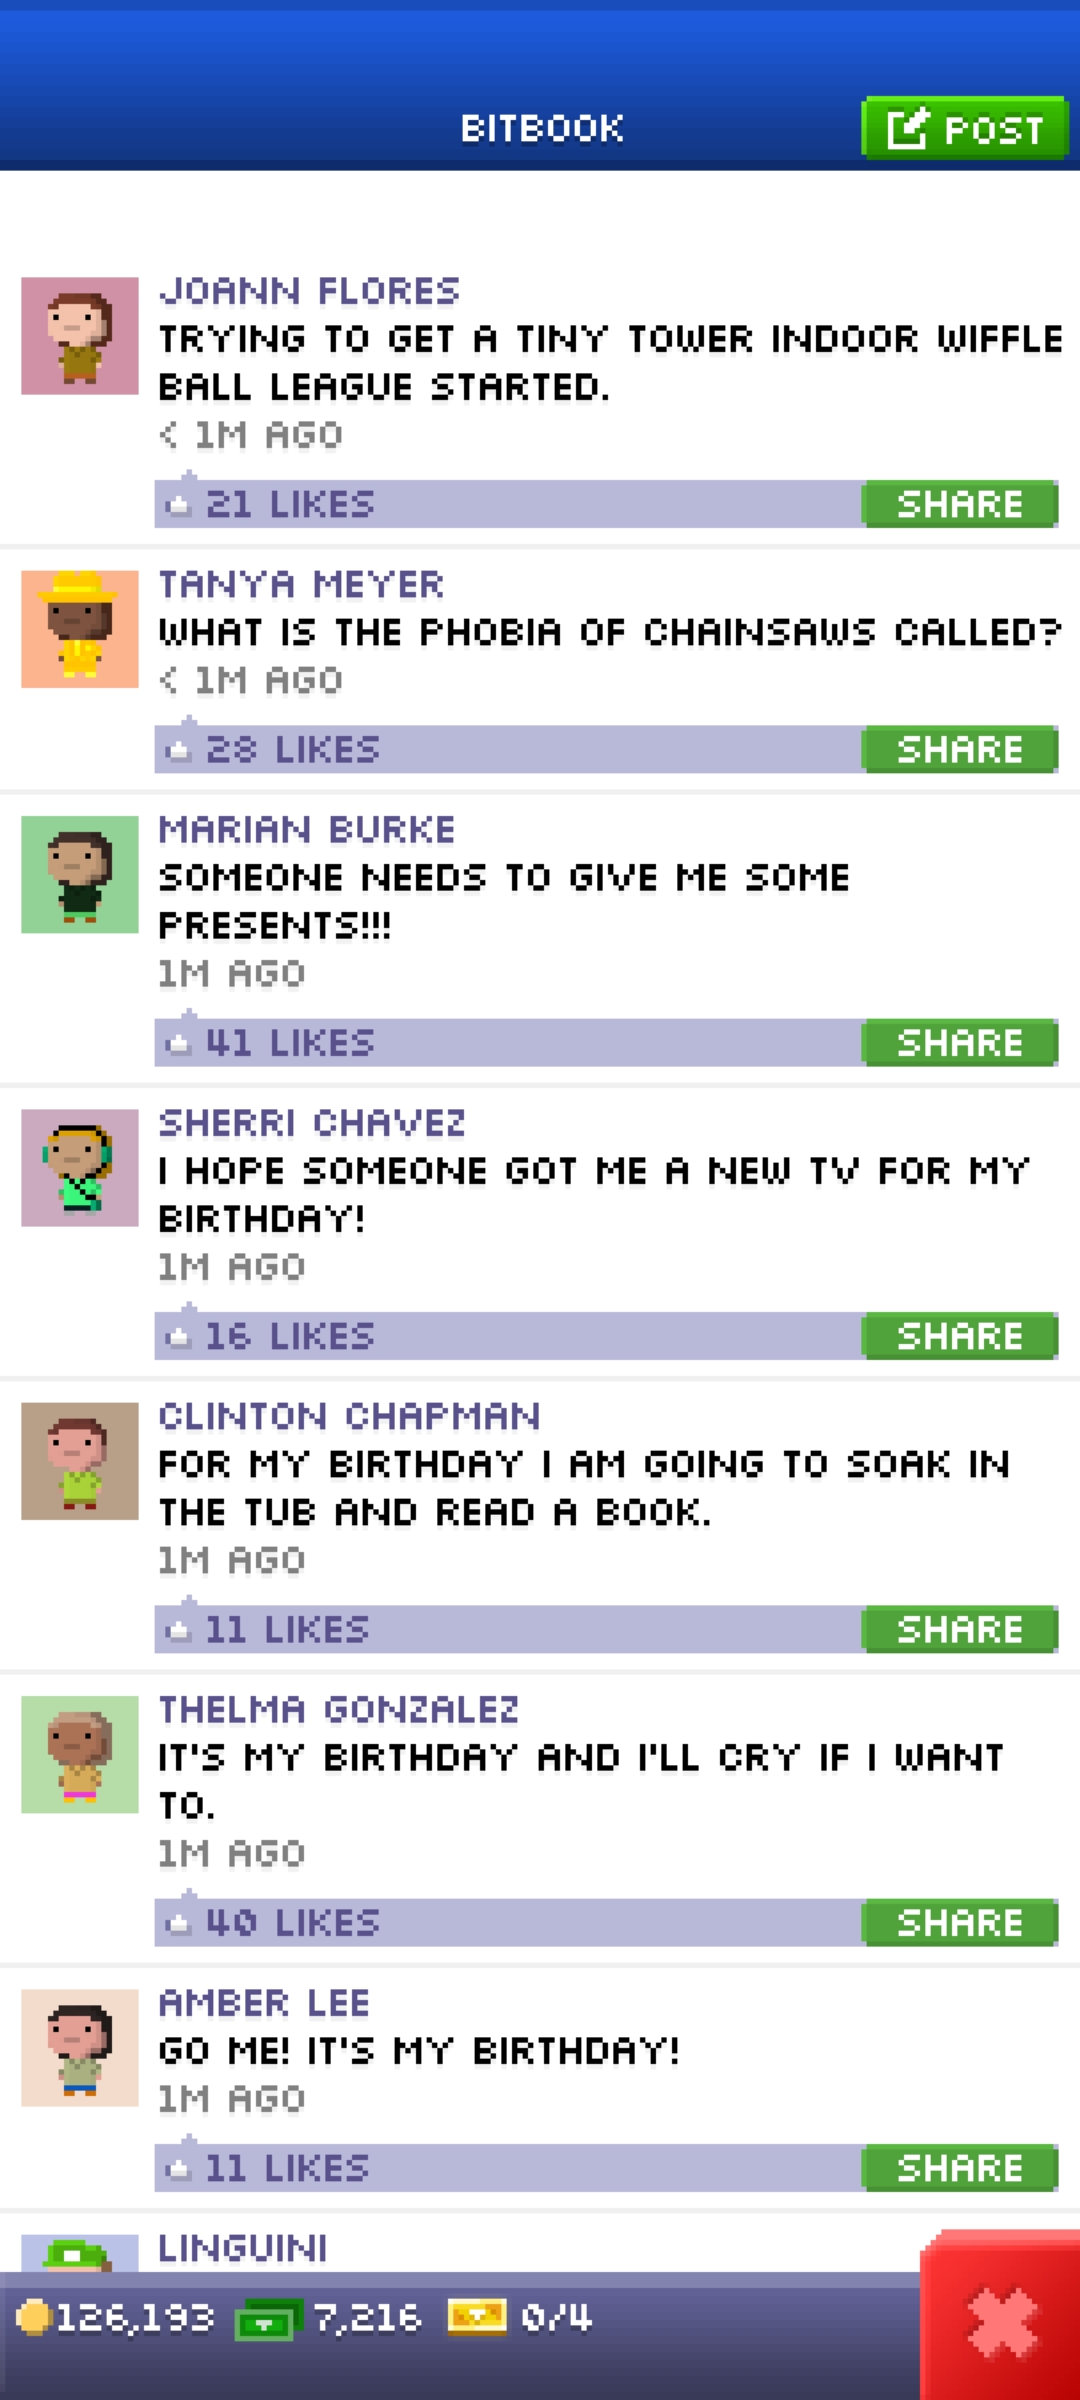 BITBOOK
POST
JOANN FLORES
TRYING TO GET A TINY TOWER INDOOR WIFFLE
BALL LEAGUE STARTED.
< 1M AGO
21 LIKES
SHARE
TANYA MEYER
WHAT IS THE PHOBIA OF CHAINSAWS CALLED?
< 1M AGO
28 LIKES
SHARE
MARIAN BURKE
SOMEONE NEEDS TO GIVE ME SOME
PRESENTS!!!
1M AGO
41 LIKES
SHARE
SHERRI CHAVEZ
I HOPE SOMEONE GOT ME A NEW TV FOR MY
BIRTHDAY!
1M AGO
16 LIKES
SHARE
CLINTON CHAPMAN
FOR MY BIRTHDAY I AM GOING TO SOAK IN
THE TUB AND READ A BOOK.
1M AGO
11 LIKES
SHARE
THELMA GONZALEZ
IT'S MY BIRTHDAY AND I'LL CRY IF I WANT
TO.
1M AGO
40 LIKES
SHARE
AMBER LEE
GO ME! IT'S MY BIRTHDAY!
1M AGO
11 LIKES
SHARE
LINGUINI
126,193
7,216
0/4